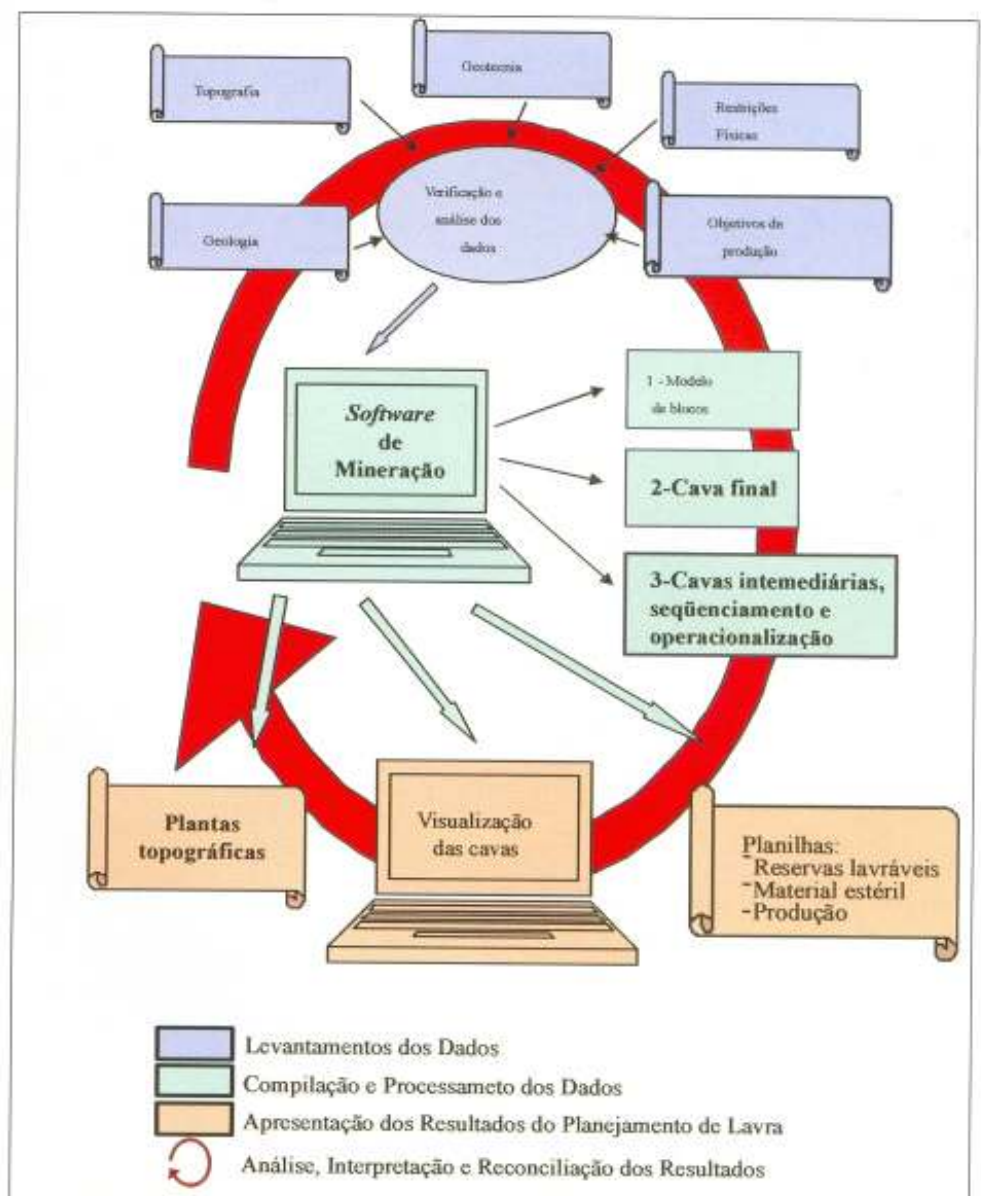 Topografia
Geotecnia
Restrições
Físicas
Verificação e
análise dos
dados
Geologia
Objetivos de
produção
Software
de
Mineração
1 - Modelo
de blocos
2-Cava final
3-Cavas intemediárias,
seqüenciamento e
operacionalização
Plantas
topográficas
Visualização
das cavas
Planilhas:
-Reservas lavráveis
-Material estéril
-Produção
Levantamentos dos Dados
Compilação e Processameto dos Dados
Apresentação dos Resultados do Planejamento de Lavra
Análise, Interpretação e Reconciliação dos Resultados